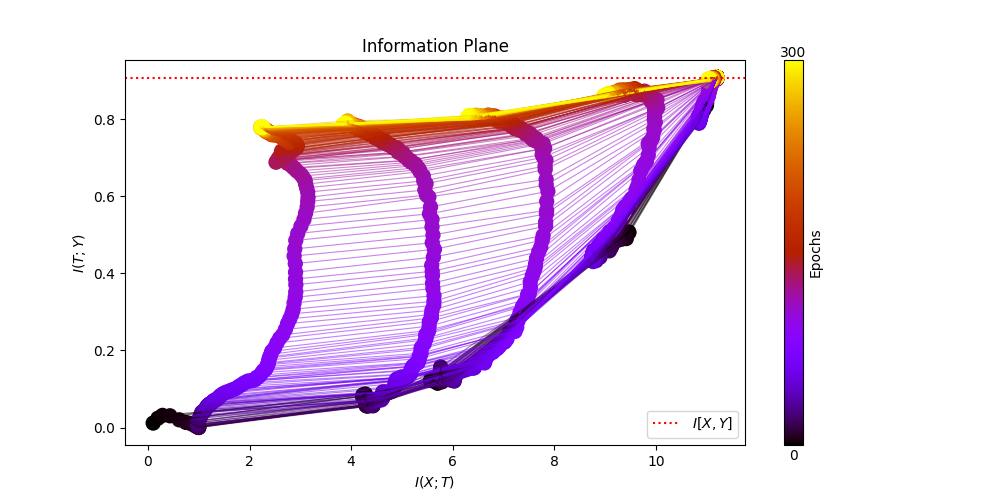 Information Plane
300
0.8
0.6
0.4
0.2
0.0
I(T; Y)
Epochs
I[X, Y]
0
0 2 4 6 8 10
I(X; T)